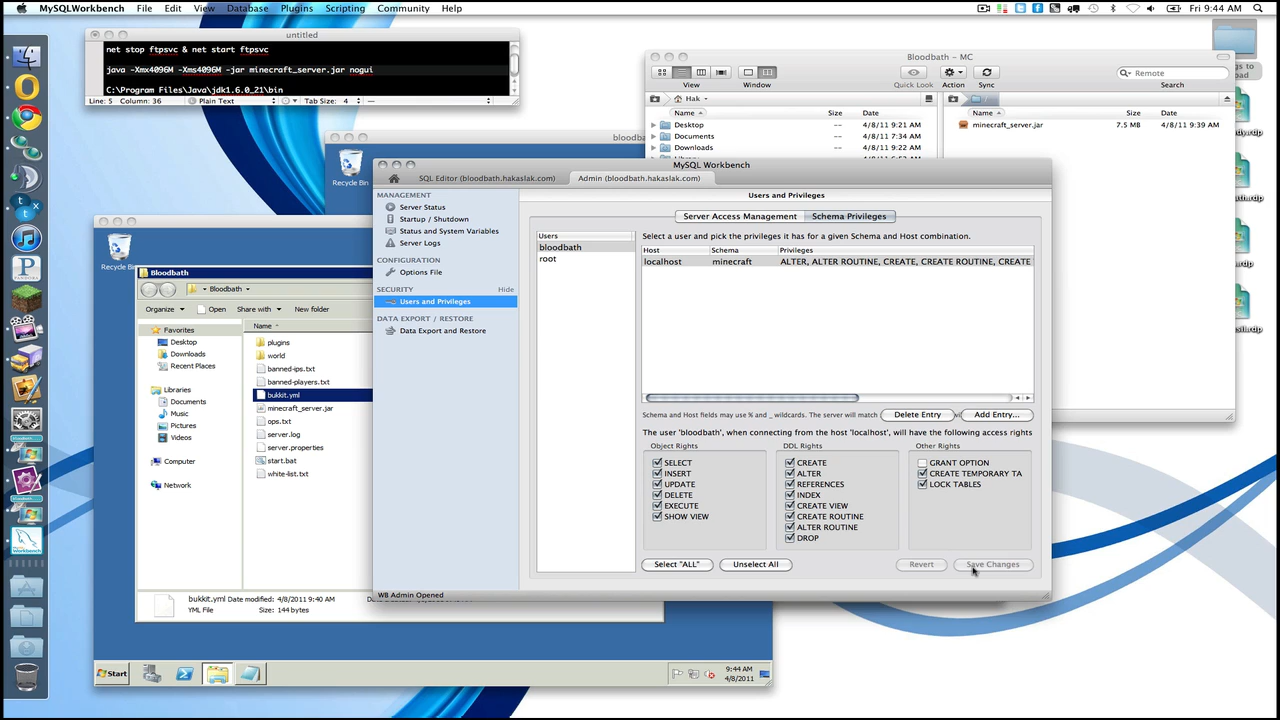 MySQLWorkbench File Edit View Database Plugins Scripting Community Help
Fri 9:44 AM
untitled
net stop ftpsvc & net start ftpsvc
java -Xmx4096M -Xms4096M -jar minecraft_server.jar nogui
C:\Program Files\Java\jdk1.6.0_21\bin
Line: 5 Column: 36 Plain Text Tab Size: 4 —
Bloodbath – MC
View Window Quick Look Action Sync Search
Remote
Hak
Name Size Date
Desktop -- 4/8/11 9:21 AM
Documents -- 4/8/11 7:34 AM
Downloads -- 4/8/11 9:22 AM
Name Size Date
minecraft_server.jar 7.5 MB 4/8/11 9:39 AM
Recycle Bin
MySQL Workbench
SQL Editor (bloodbath.hakaslak.com) Admin (bloodbath.hakaslak.com)
MANAGEMENT
Server Status
Startup / Shutdown
Status and System Variables
Server Logs
CONFIGURATION
Options File
SECURITY Hide
Users and Privileges
DATA EXPORT / RESTORE
Data Export and Restore
Users and Privileges
Server Access Management Schema Privileges
Users
bloodbath
root
Select a user and pick the privileges it has for a given Schema and Host combination.
Host Schema Privileges
localhost minecraft ALTER, ALTER ROUTINE, CREATE, CREATE ROUTINE, CREATE
Schema and Host fields may use % and _ wildcards. The server will match
Delete Entry Add Entry...
The user 'bloodbath', when connecting from the host 'localhost', will have the following access rights
Object Rights
SELECT
INSERT
UPDATE
DELETE
EXECUTE
SHOW VIEW
DDL Rights
CREATE
ALTER
REFERENCES
INDEX
CREATE VIEW
CREATE ROUTINE
ALTER ROUTINE
DROP
Other Rights
GRANT OPTION
CREATE TEMPORARY TA
LOCK TABLES
Select "ALL" Unselect All Revert Save Changes
WB Admin Opened
Bloodbath
Bloodbath
Organize Open Share with New folder
Favorites
Desktop
Downloads
Recent Places
Libraries
Documents
Music
Pictures
Videos
Computer
Network
Name
plugins
world
banned-ips.txt
banned-players.txt
bukkit.yml
minecraft_server.jar
ops.txt
server.log
server.properties
start.bat
white-list.txt
bukkit.yml Date modified: 4/8/2011 9:40 AM
YML File Size: 144 bytes
Start
9:44 AM
4/8/2011